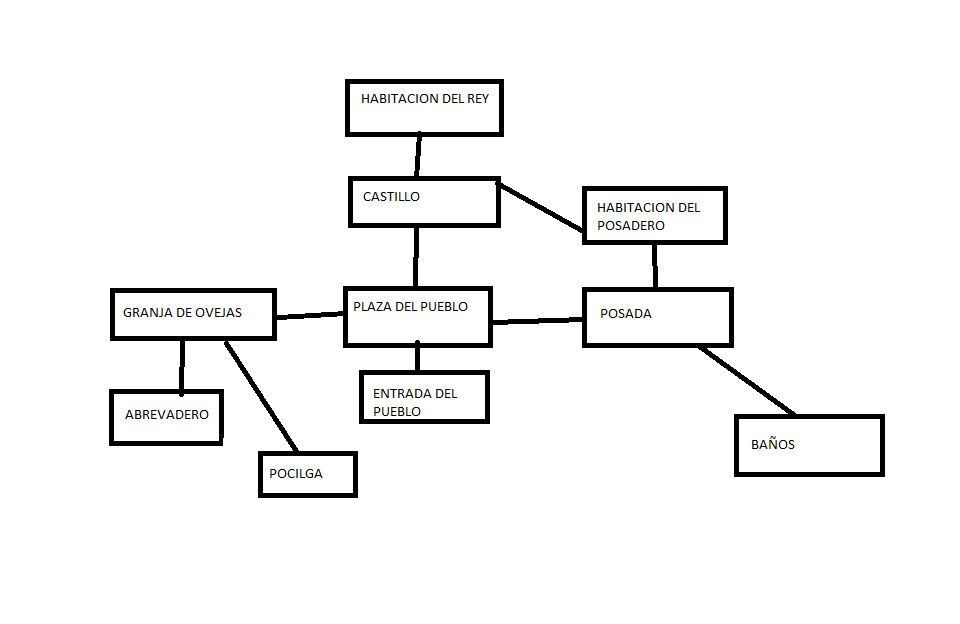 HABITACION DEL REY
CASTILLO
HABITACION DEL
POSADERO
GRANJA DE OVEJAS
PLAZA DEL PUEBLO
POSADA
ABREVADERO
ENTRADA DEL
PUEBLO
BAÑOS
POCILGA